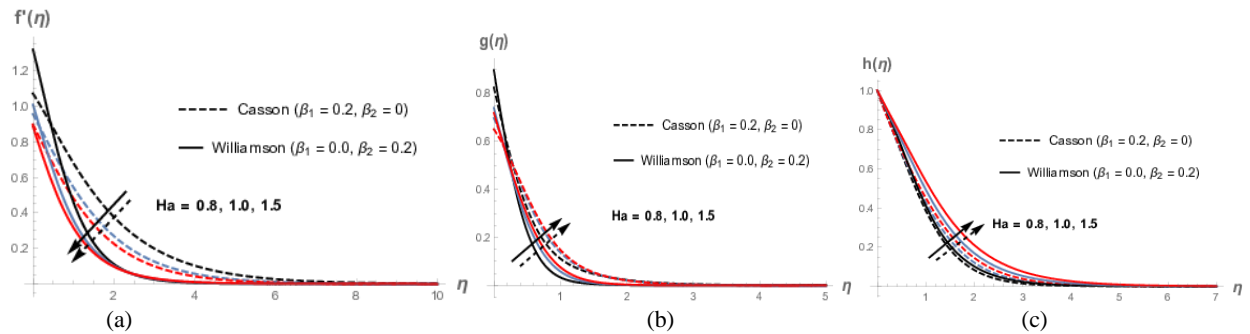 f'(η)
1.2
1.0
0.8
0.6
0.4
0.2
2
4
6
8
10
η
Casson (β1 = 0.2, β2 = 0)
Williamson (β1 = 0.0, β2 = 0.2)
Ha = 0.8, 1.0, 1.5
(a)
g(η)
0.8
0.6
0.4
0.2
1
2
3
4
5
η
Casson (β1 = 0.2, β2 = 0)
Williamson (β1 = 0.0, β2 = 0.2)
Ha = 0.8, 1.0, 1.5
(b)
h(η)
1.0
0.8
0.6
0.4
0.2
1
2
3
4
5
6
7
η
Casson (β1 = 0.2, β2 = 0)
Williamson (β1 = 0.0, β2 = 0.2)
Ha = 0.8, 1.0, 1.5
(c)